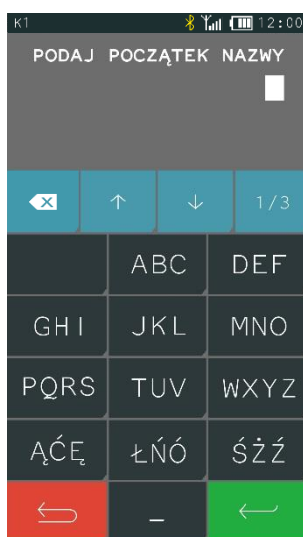 K1 12:00
PODAJ POCZĄTEK NAZWY
1/3
ABC DEF
GHI JKL MNO
PQRS TUV WXYZ
ĄĆĘ ŁŃÓ ŚŻŹ
_